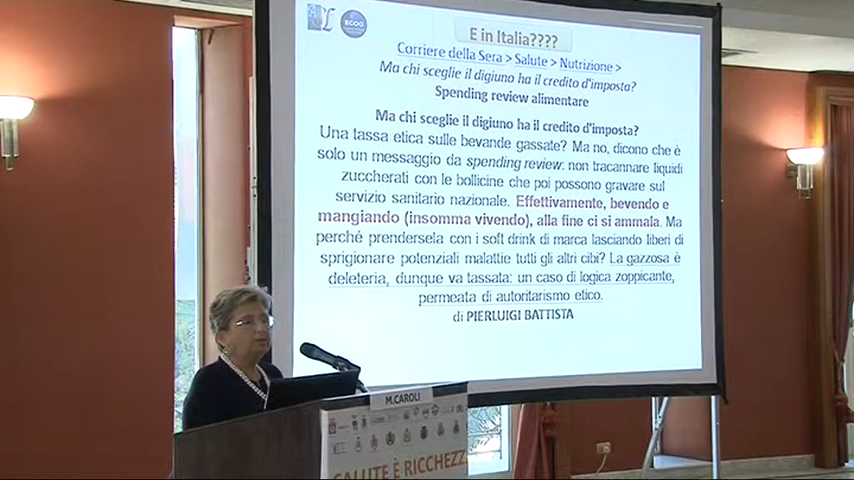 ECOG
E in Italia????
Corriere della Sera > Salute > Nutrizione >
Ma chi sceglie il digiuno ha il credito d'imposta?
Spending review alimentare
Ma chi sceglie il digiuno ha il credito d'imposta?
Una tassa etica sulle bevande gassate? Ma no, dicono che è
solo un messaggio da spending review: non tracannare liquidi
zuccherati con le bollicine che poi possono gravare sul
servizio sanitario nazionale. Effettivamente, bevendo e
mangiando (insomma vivendo), alla fine ci si ammala. Ma
perché prendersela con i soft drink di marca lasciando liberi di
sprigionare potenziali malattie tutti gli altri cibi? La gazzosa è
deleteria, dunque va tassata: un caso di logica zoppicante,
permeata di autoritarismo etico.
di PIERLUIGI BATTISTA
M.CAROLI
SALUTE È RICCHEZZ